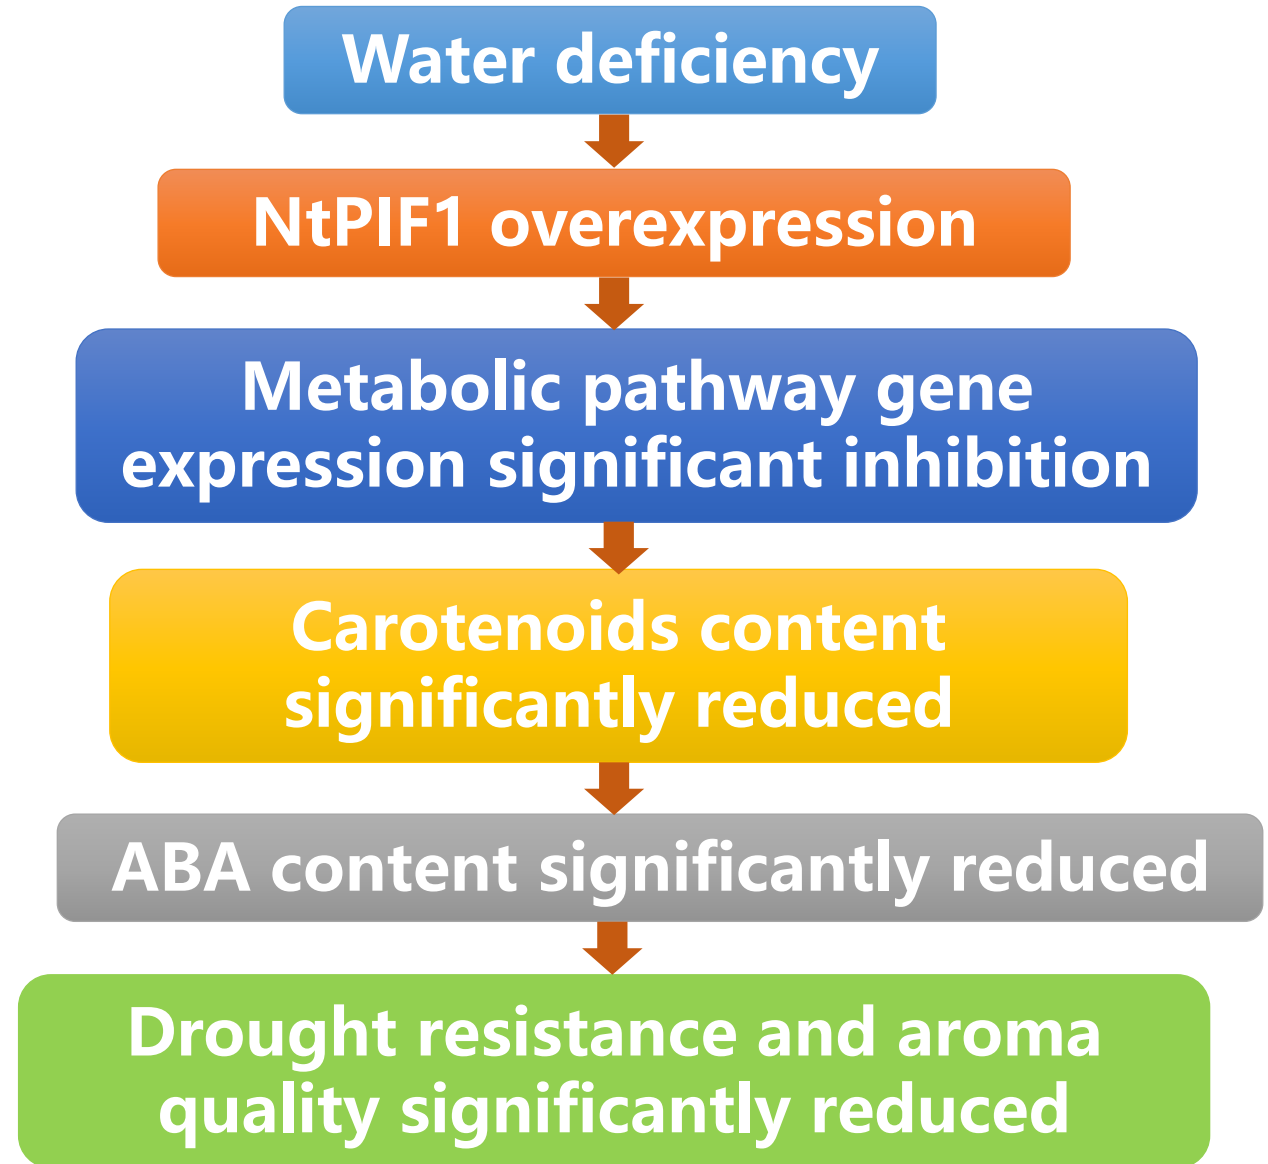 Water deficiency
NtPIF1 overexpression
Metabolic pathway gene
expression significant inhibition
Carotenoids content
significantly reduced
ABA content significantly reduced
Drought resistance and aroma
quality significantly reduced